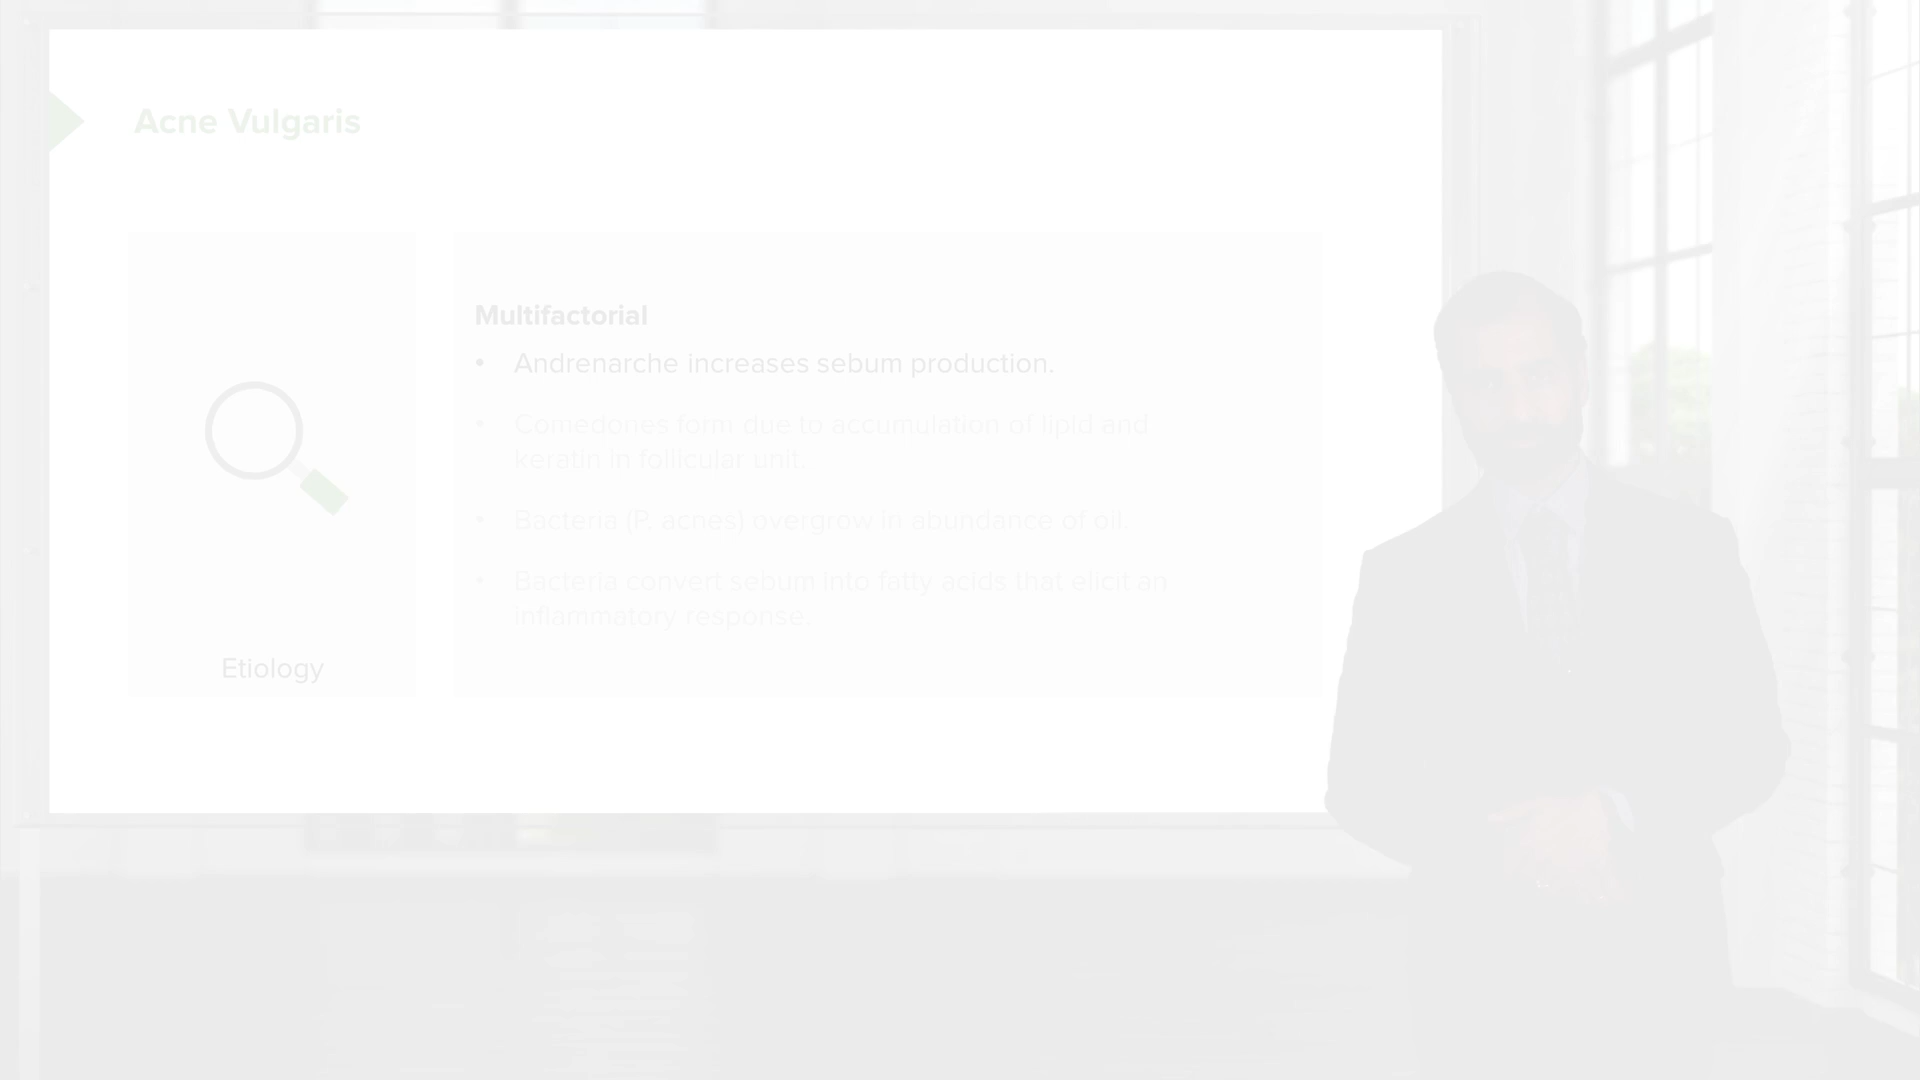 Acne Vulgaris
Multifactorial
• Andrenarche increases sebum production.
• Comedones form due to accumulation of lipid and
keratin in follicular unit.
• Bacteria (P. acnes) overgrow in abundance of oil.
• Bacteria convert sebum into fatty acids that elicit an
inflammatory response.
Etiology